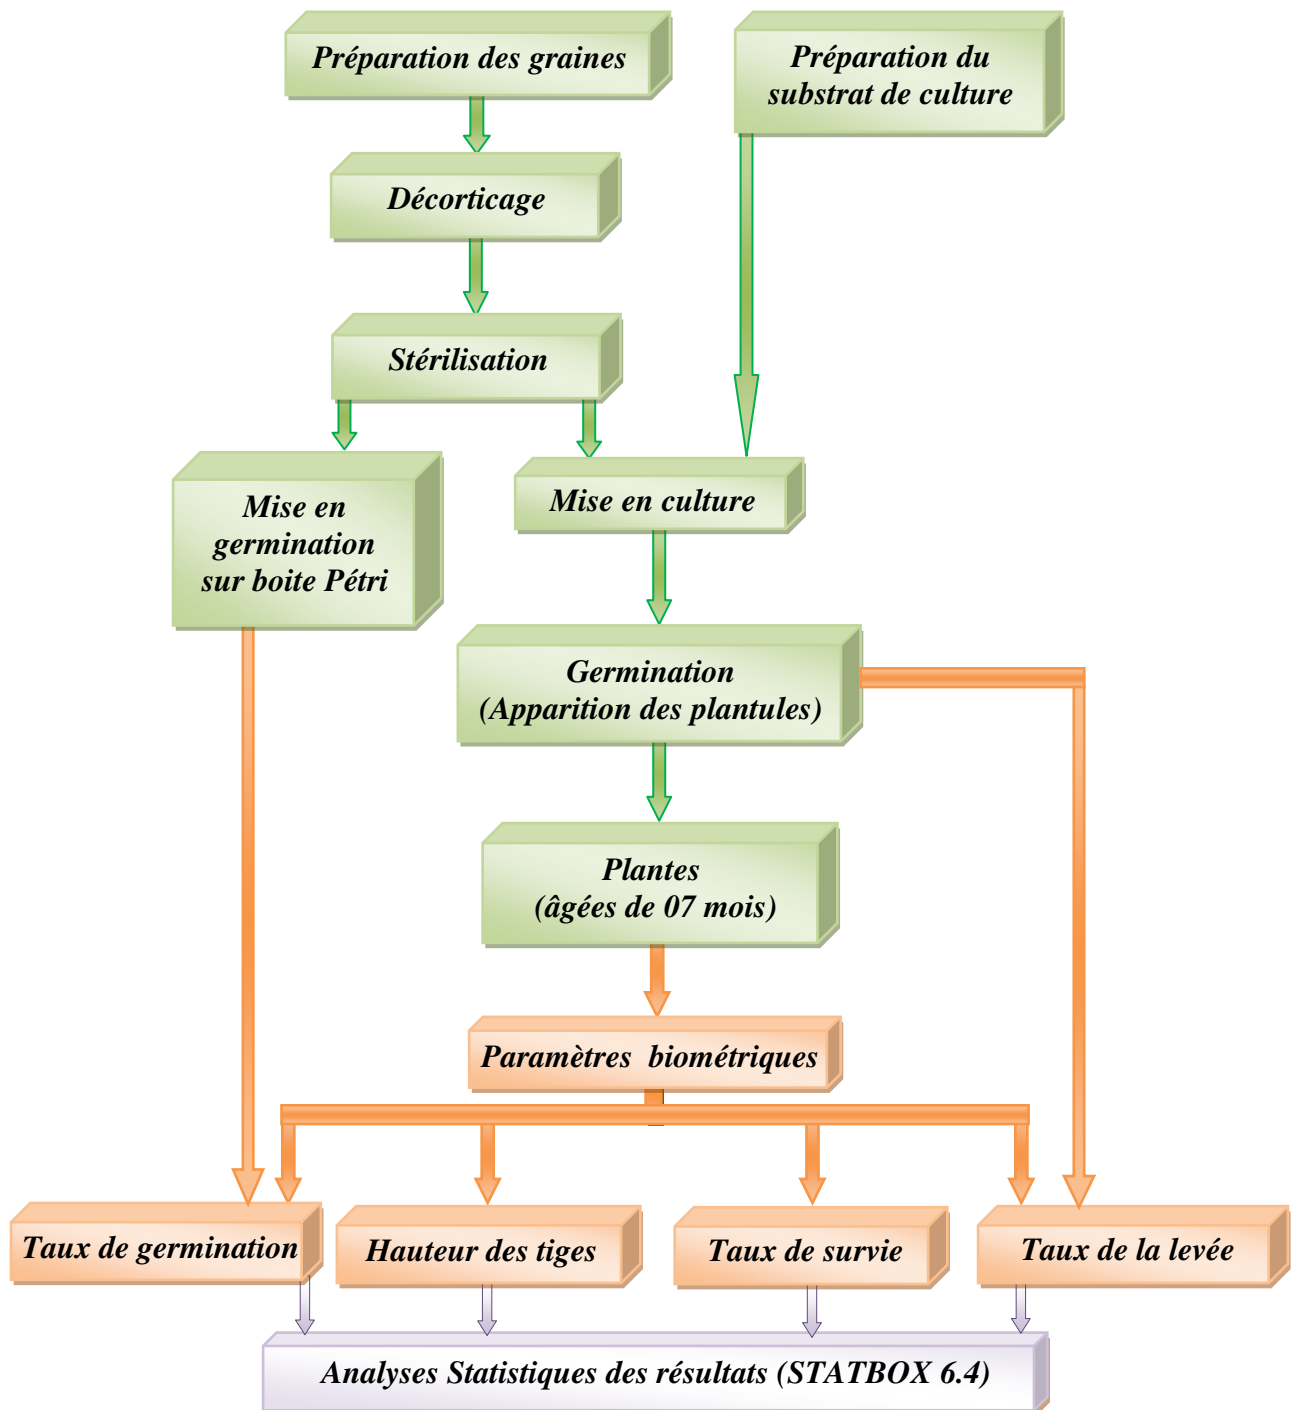 Préparation des graines
Préparation du
substrat de culture
Décorticage
Stérilisation
Mise en
germination
sur boite Pétri
Mise en culture
Germination
(Apparition des plantules)
Plantes
(âgées de 07 mois)
Paramètres biométriques
Taux de germination
Hauteur des tiges
Taux de survie
Taux de la levée
Analyses Statistiques des résultats (STATBOX 6.4)